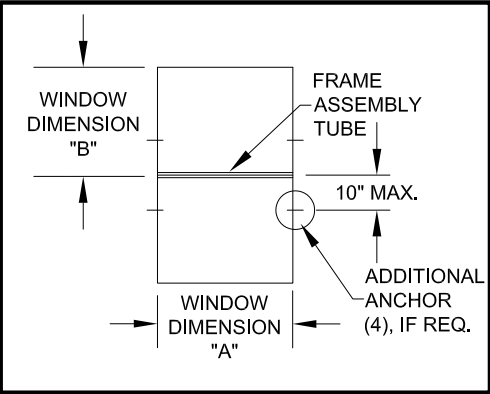 WINDOW
DIMENSION
"B"
FRAME
ASSEMBLY
TUBE
10" MAX.
ADDITIONAL
ANCHOR
(4), IF REQ.
WINDOW
DIMENSION
"A"